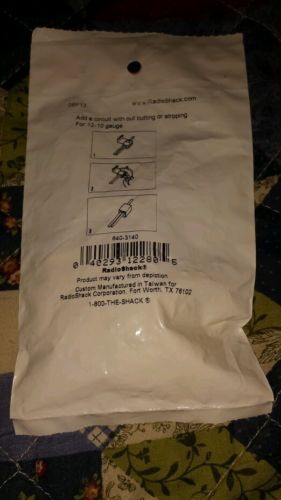 09F13
www.RadioShack.com
Add a circuit with out cutting or stripping
For 12-10 gauge
1
2
3
640-3140
0 40293 12280 5
RadioShack®
Product may vary from depiction.
Custom Manufactured in Taiwan for
RadioShack Corporation, Fort Worth, TX 76102
1-800-THE-SHACK ®